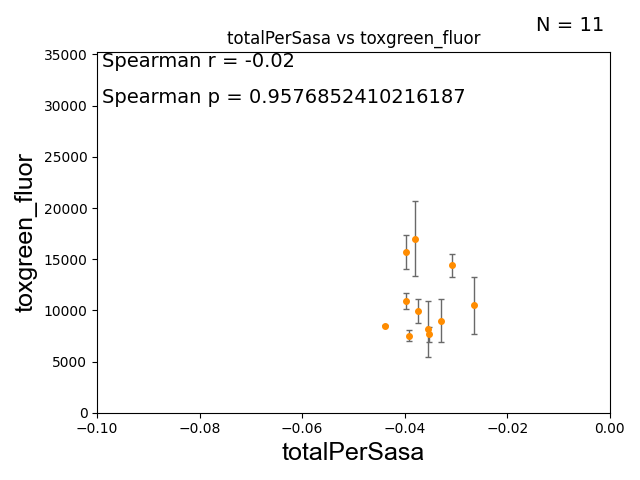 N = 11
totalPerSasa vs toxgreen_fluor
Spearman r = -0.02
Spearman p = 0.9576852410216187
toxgreen_fluor
35000
30000
25000
20000
15000
10000
5000
0
−0.10 −0.08 −0.06 −0.04 −0.02 0.00
totalPerSasa